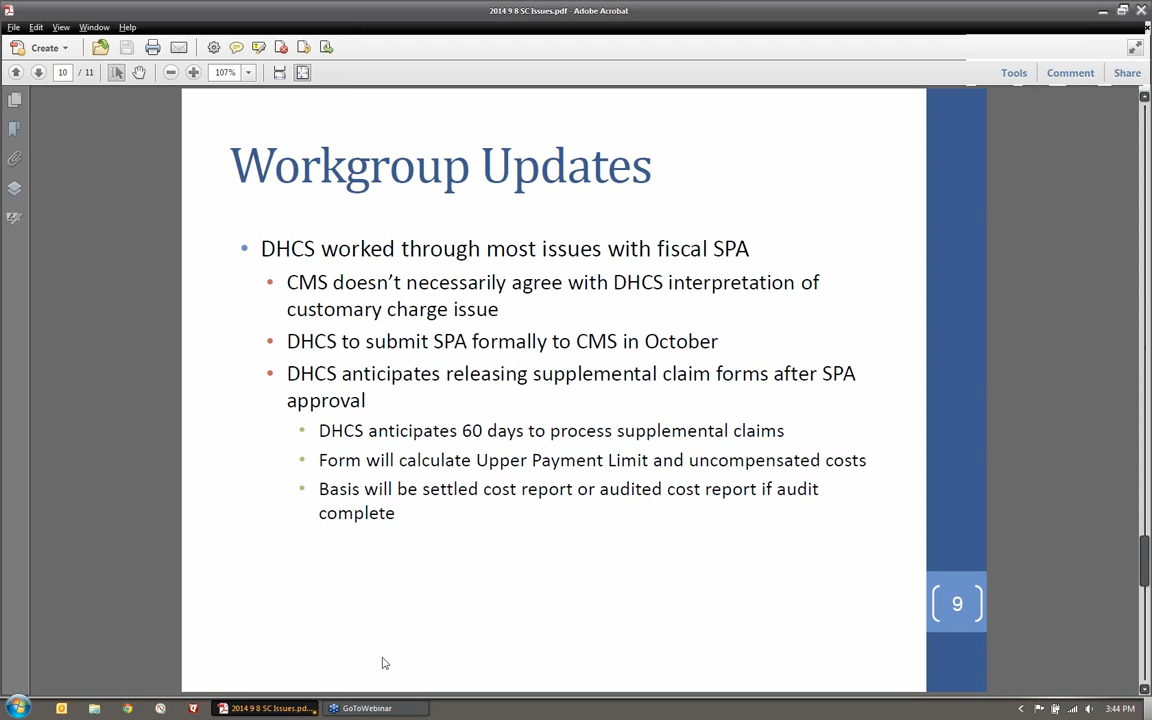 2014 9 8 SC Issues.pdf - Adobe Acrobat
File Edit View Window Help
Create
10 / 11 107% Tools Comment Share
Workgroup Updates
• DHCS worked through most issues with fiscal SPA
• CMS doesn’t necessarily agree with DHCS interpretation of
customary charge issue
• DHCS to submit SPA formally to CMS in October
• DHCS anticipates releasing supplemental claim forms after SPA
approval
• DHCS anticipates 60 days to process supplemental claims
• Form will calculate Upper Payment Limit and uncompensated costs
• Basis will be settled cost report or audited cost report if audit
complete
9
2014 9 8 SC Issues.pd... GoToWebinar 3:44 PM